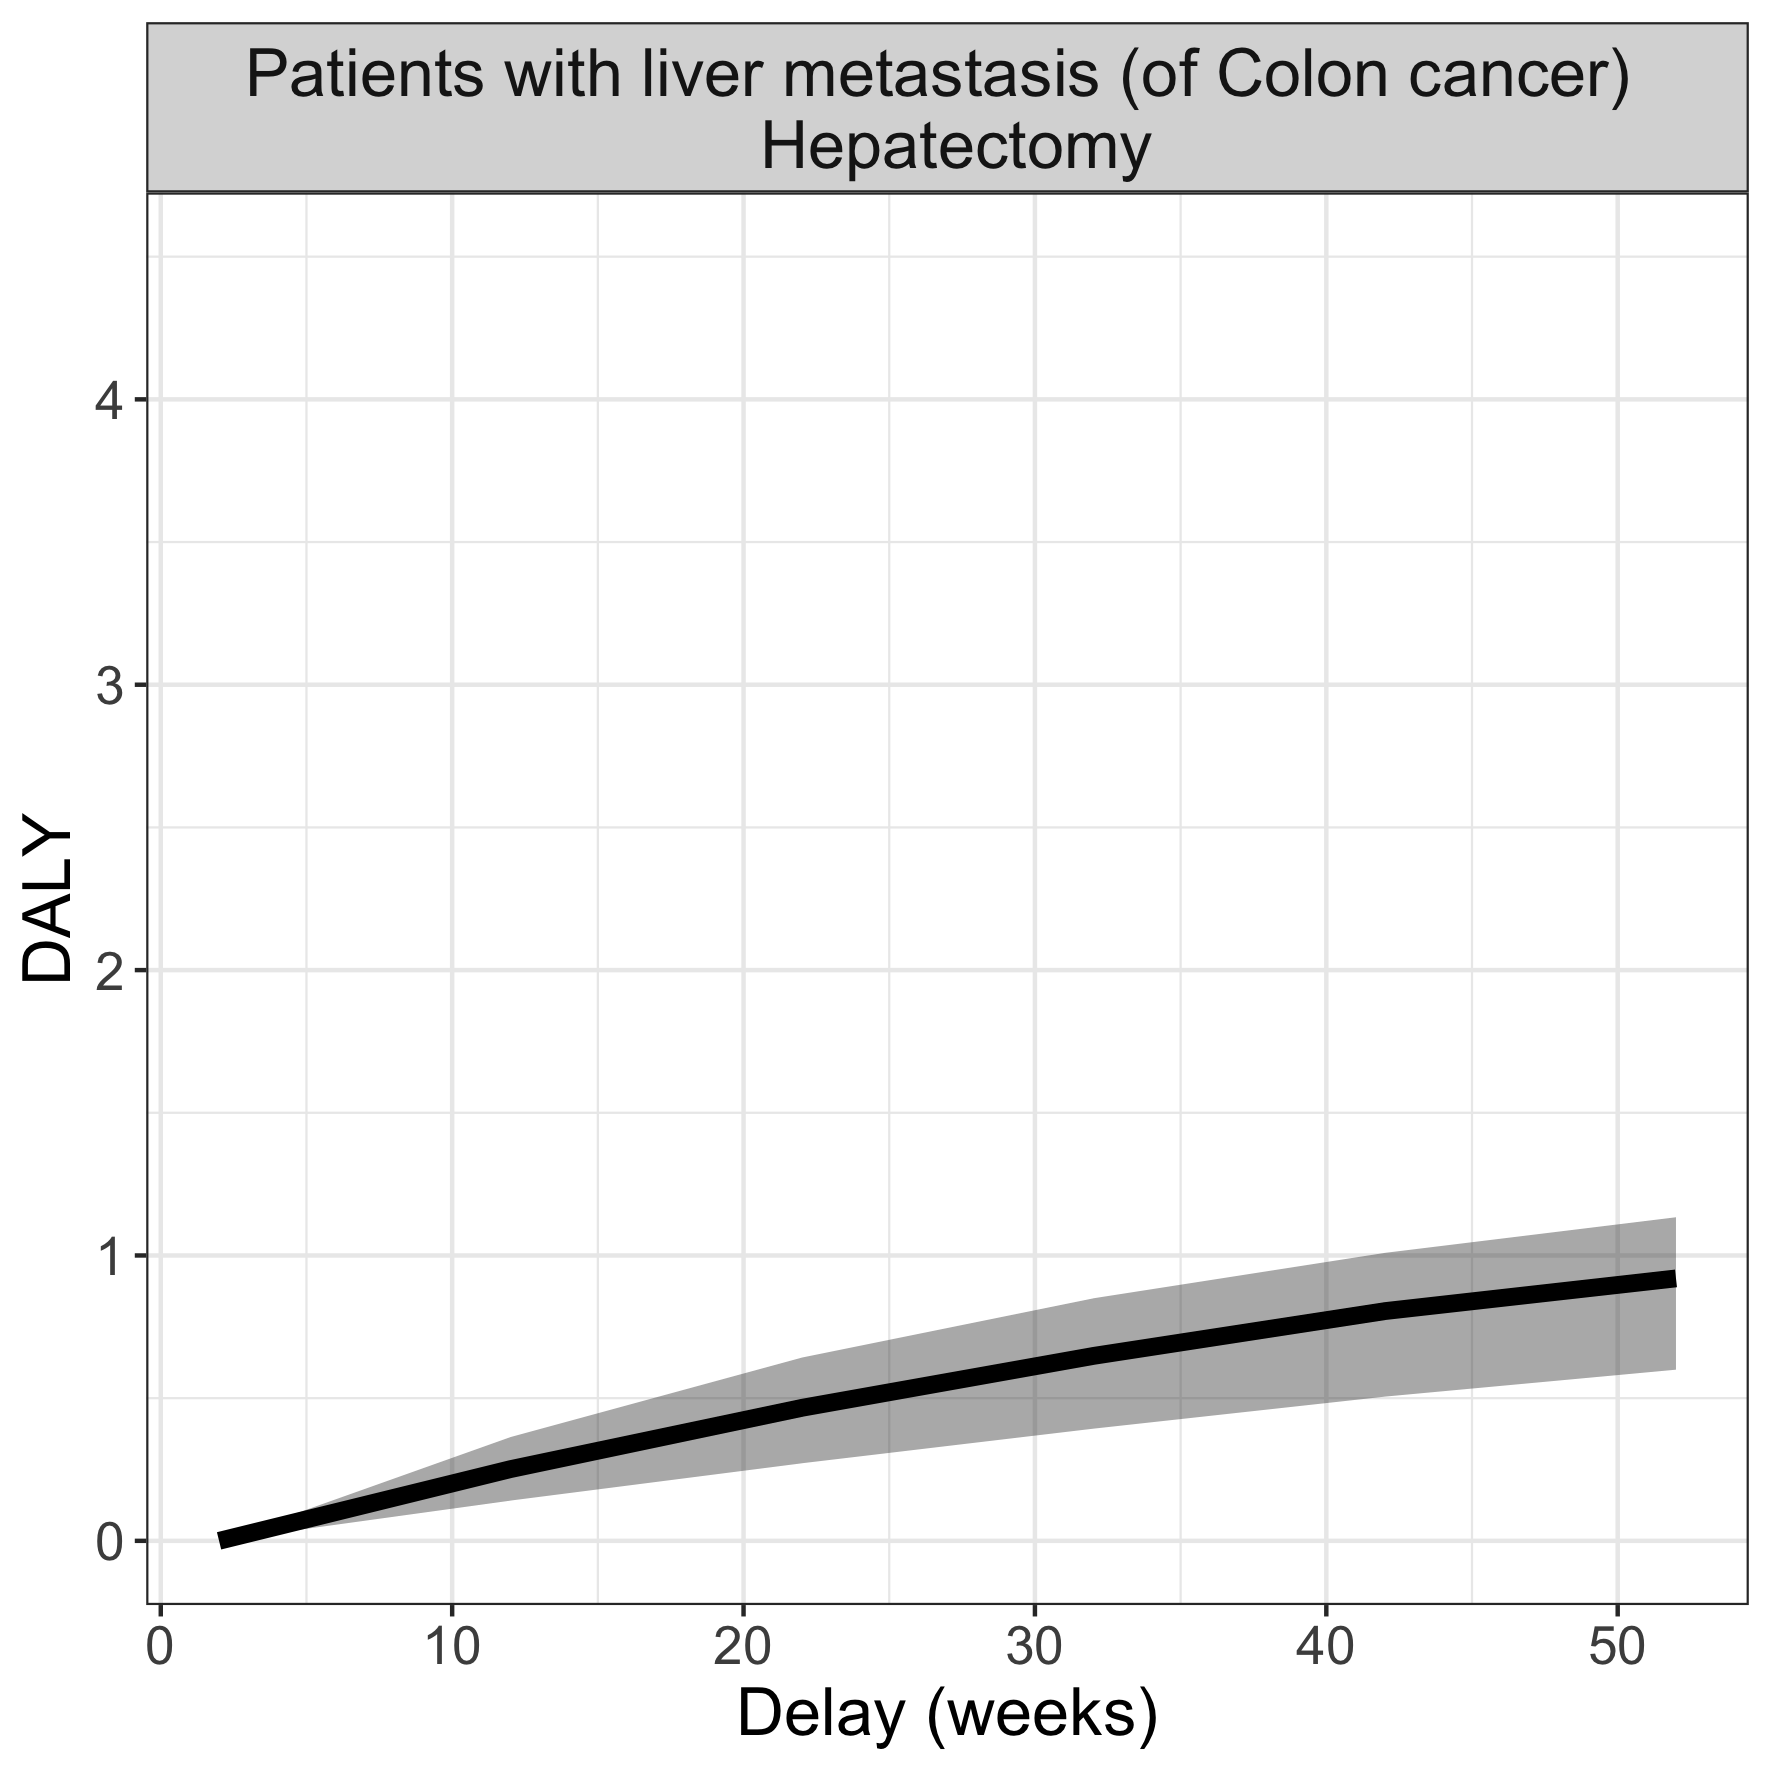 Patients with liver metastasis (of Colon cancer)
Hepatectomy
4
3
2
1
0
DALY
0 10 20 30 40 50
Delay (weeks)